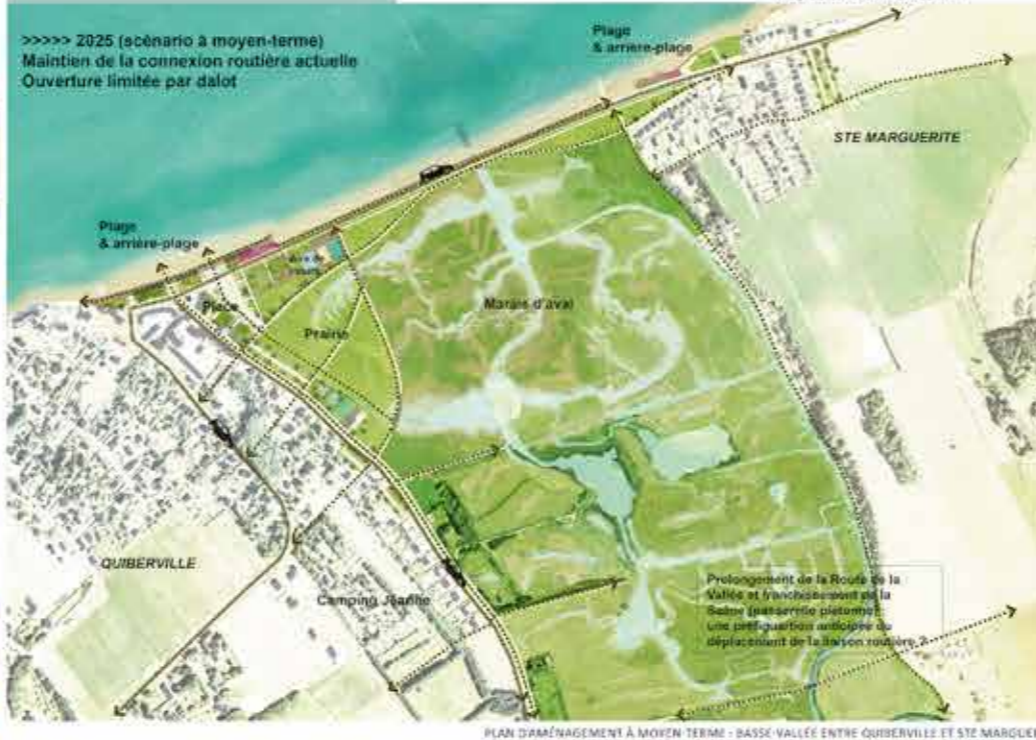 >>>>> 2025 (scénario à moyen-terme)
Maintien de la connexion routière actuelle
Ouverture limitée par dalot
Plage
& arrière-plage
STE MARGUERITE
Plage
& arrière-plage
Aire de
Place
Prairie
Marais d'aval
QUIBERVILLE
Camping Jeanne
Prolongement de la Route de la
Vallée et franchissement de la
Saâne (passerelle piétonne)
une préfiguration anticipée du
déplacement de la liaison routière ?
PLAN D'AMÉNAGEMENT À MOYEN-TERME - BASSE-VALLÉE ENTRE QUIBERVILLE ET STE MARGUE